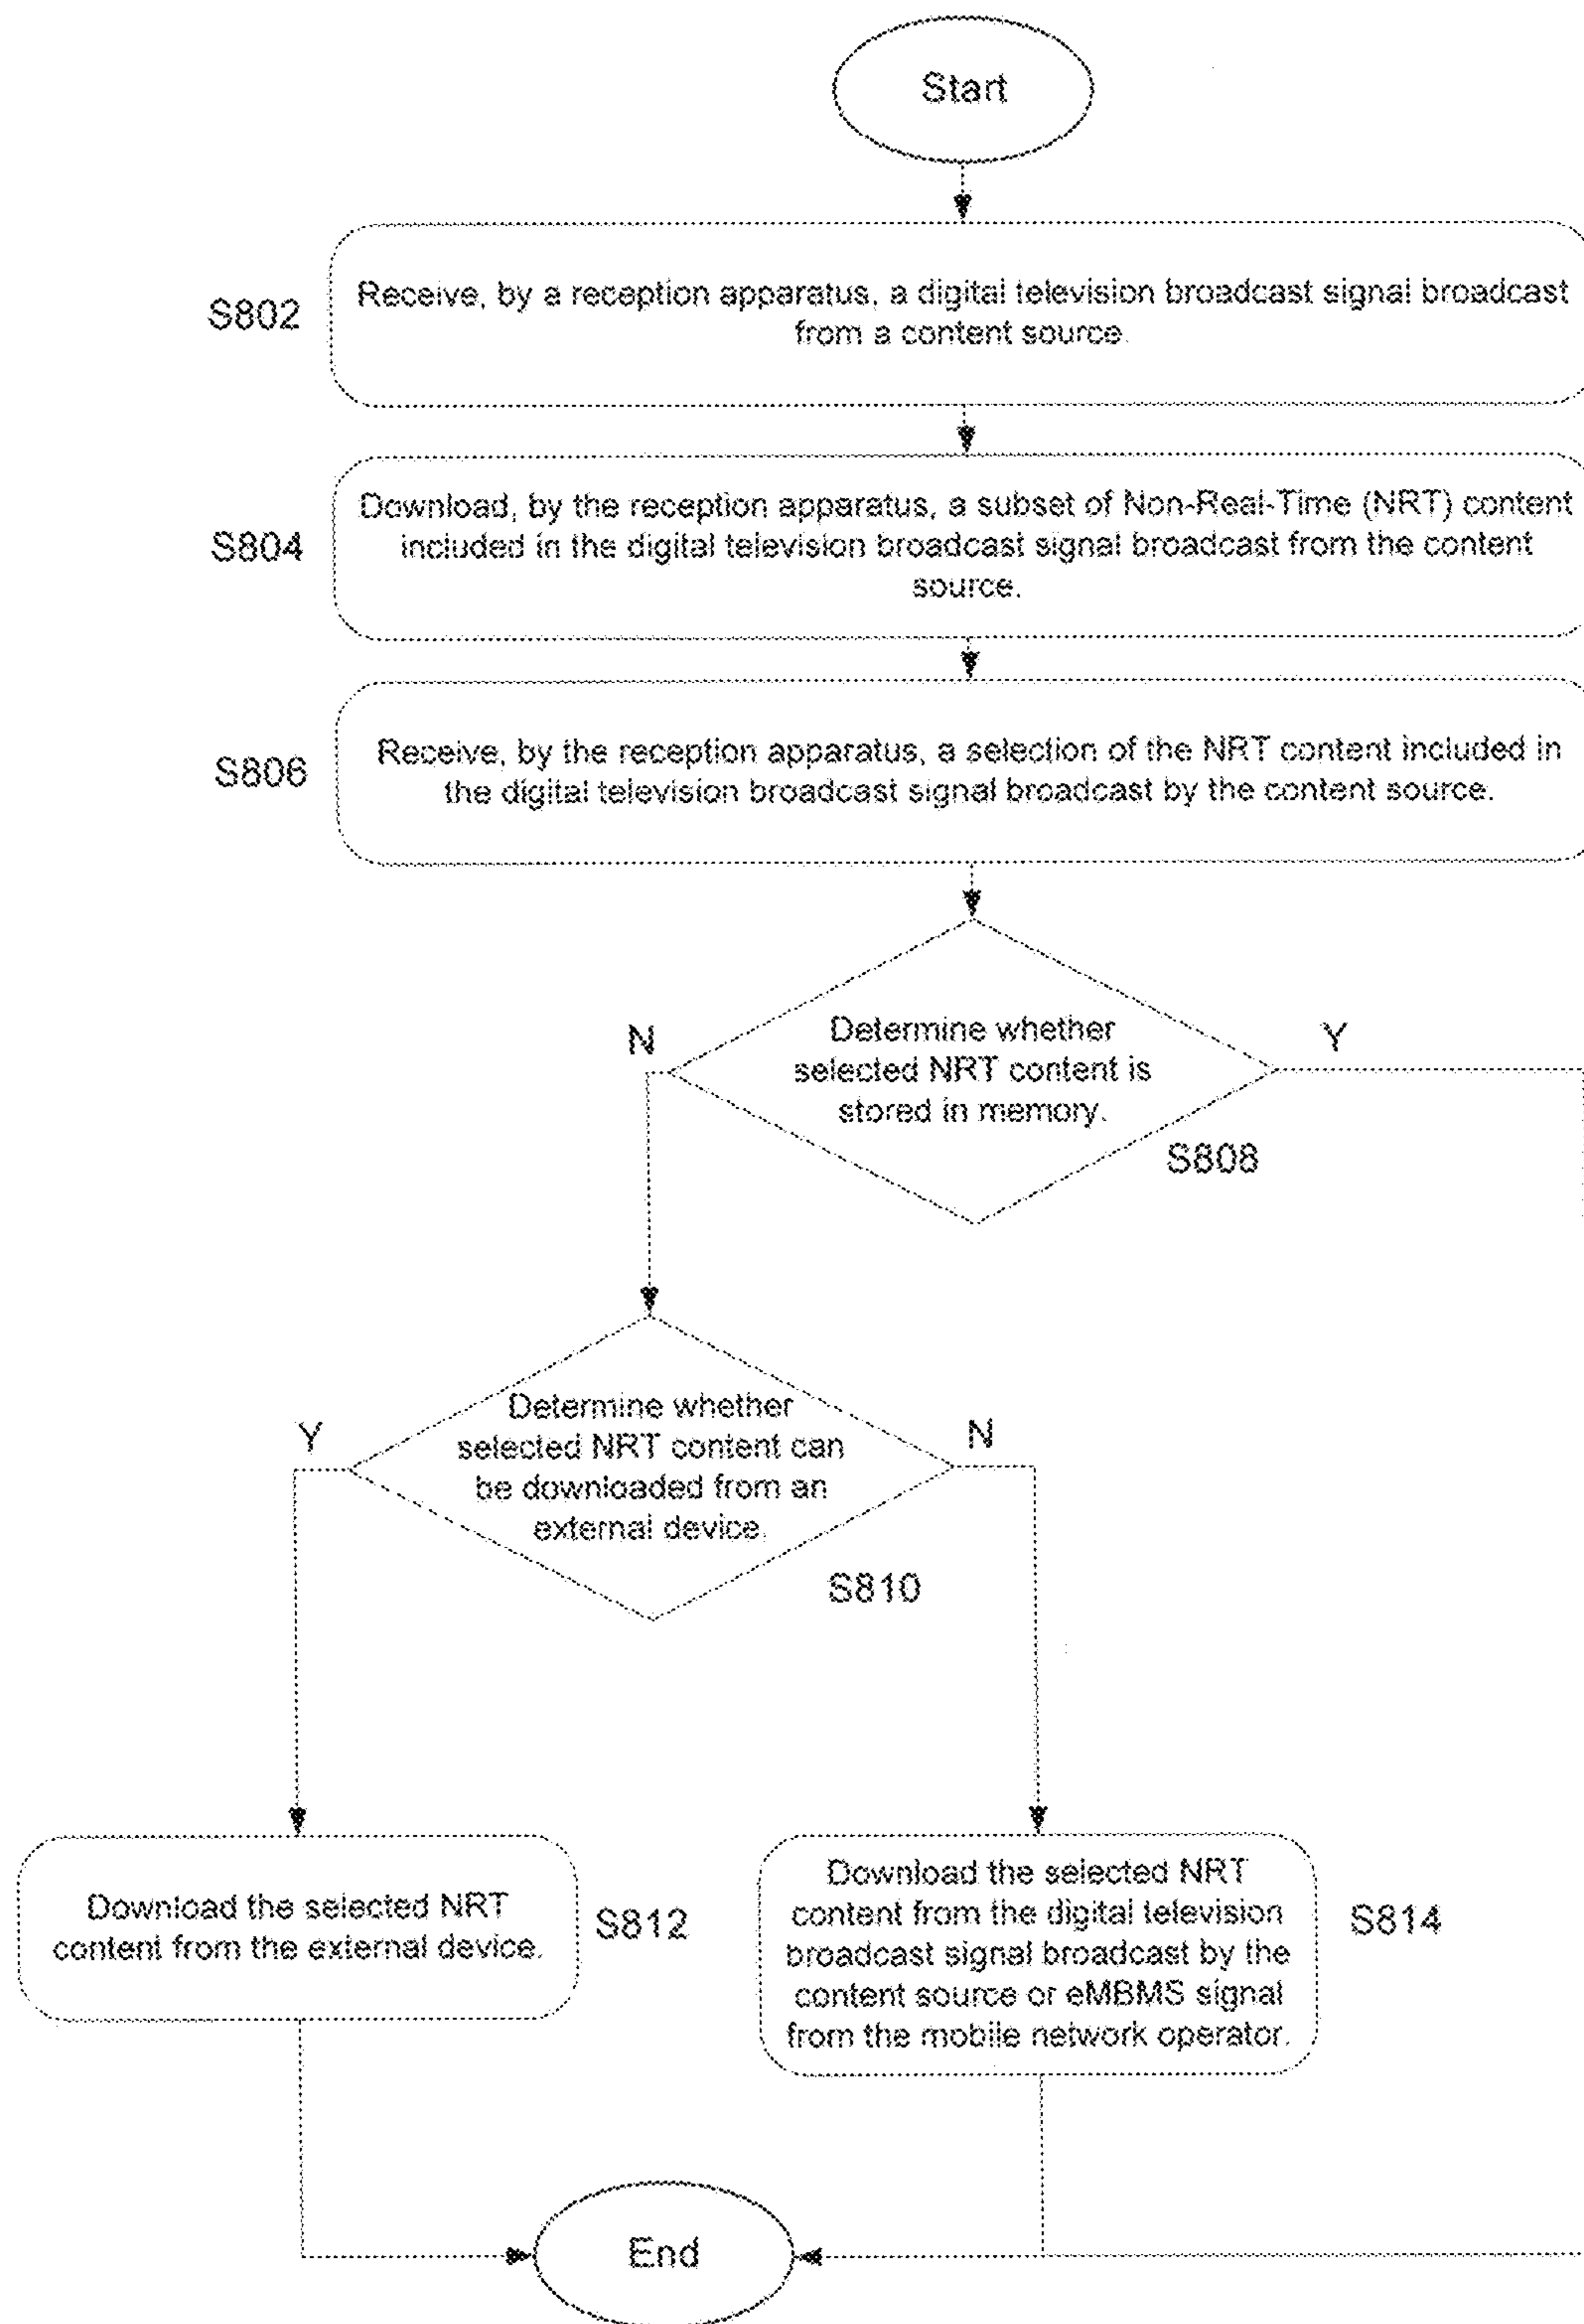 Start
S802
Receive, by a reception apparatus, a digital television broadcast signal broadcast
from a content source.
S804
Download, by the reception apparatus, a subset of Non-Real-Time (NRT) content
included in the digital television broadcast signal broadcast from the content
source.
S806
Receive, by the reception apparatus, a selection of the NRT content included in
the digital television broadcast signal broadcast by the content source.
N
Determine whether
selected NRT content is
stored in memory.
Y
S808
Y
Determine whether
selected NRT content can
be downloaded from an
external device.
N
S810
Download the selected NRT
content from the external device.
S812
Download the selected NRT
content from the digital television
broadcast signal broadcast by the
content source or eMBMS signal
from the mobile network operator.
S814
End